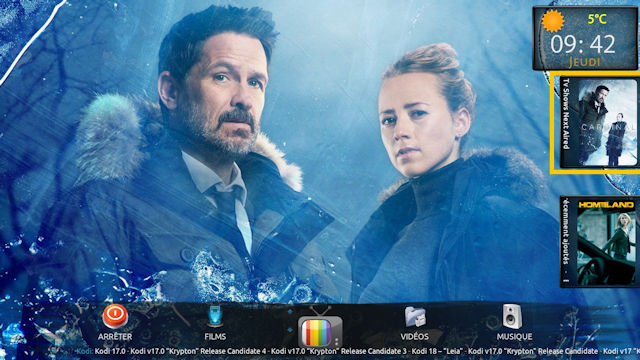 5°C
09: 42
JEUDI
Tv Shows Next Aired
CARDINAL
HOMELAND
écemment ajoutés
ARRÊTER
FILMS
VIDÉOS
MUSIQUE
Kodi: Kodi 17.0 · Kodi v17.0 "Krypton" Release Candidate 4 · Kodi v17.0 "Krypton" Release Candidate 3 · Kodi 18 – "Leia" · Kodi v17.0 "Krypton" Release Candidate 2 · Kodi v17.0 "K